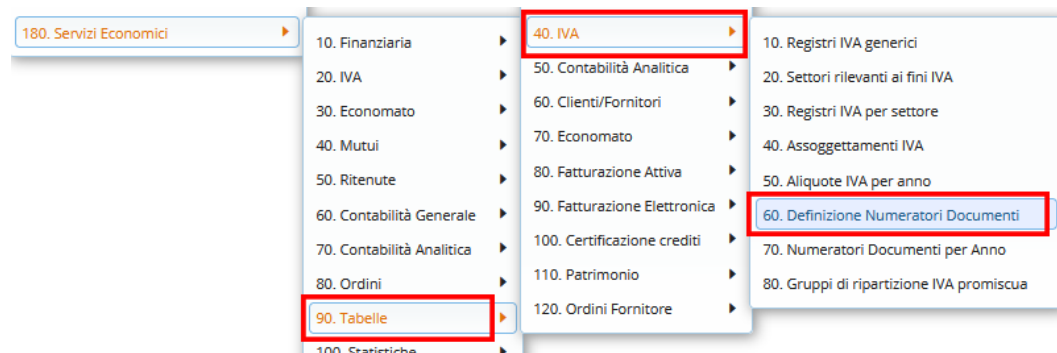 180. Servizi Economici
10. Finanziaria
20. IVA
30. Economato
40. Mutui
50. Ritenute
60. Contabilità Generale
70. Contabilità Analitica
80. Ordini
90. Tabelle
100. Statistiche
40. IVA
50. Contabilità Analitica
60. Clienti/Fornitori
70. Economato
80. Fatturazione Attiva
90. Fatturazione Elettronica
100. Certificazione crediti
110. Patrimonio
120. Ordini Fornitore
10. Registri IVA generici
20. Settori rilevanti ai fini IVA
30. Registri IVA per settore
40. Assoggettamenti IVA
50. Aliquote IVA per anno
60. Definizione Numeratori Documenti
70. Numeratori Documenti per Anno
80. Gruppi di ripartizione IVA promiscua